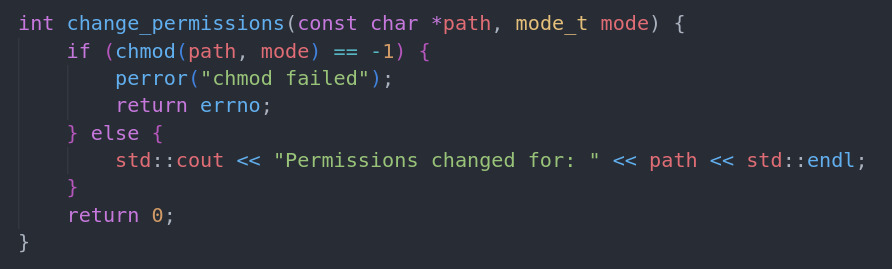 int change_permissions(const char *path, mode_t mode) {
    if (chmod(path, mode) == -1) {
        perror("chmod failed");
        return errno;
    } else {
        std::cout << "Permissions changed for: " << path << std::endl;
    }
    return 0;
}